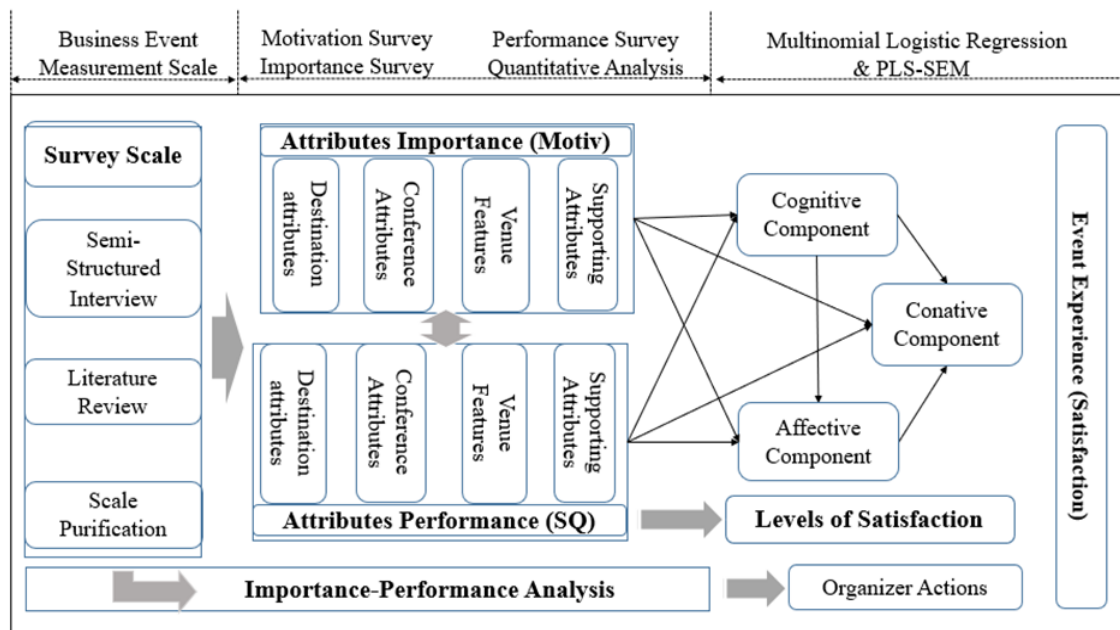 Business Event
Measurement Scale
Motivation Survey
Importance Survey
Performance Survey
Quantitative Analysis
Multinomial Logistic Regression
& PLS-SEM
Survey Scale
Semi-
Structured
Interview
Literature
Review
Scale
Purification
Attributes Importance (Motiv)
Destination
attributes
Conference
Attributes
Venue
Features
Supporting
Attributes
Destination
attributes
Conference
Attributes
Venue
Features
Supporting
Attributes
Attributes Performance (SQ)
Cognitive
Component
Conative
Component
Affective
Component
Levels of Satisfaction
Importance-Performance Analysis
Organizer Actions
Event Experience (Satisfaction)